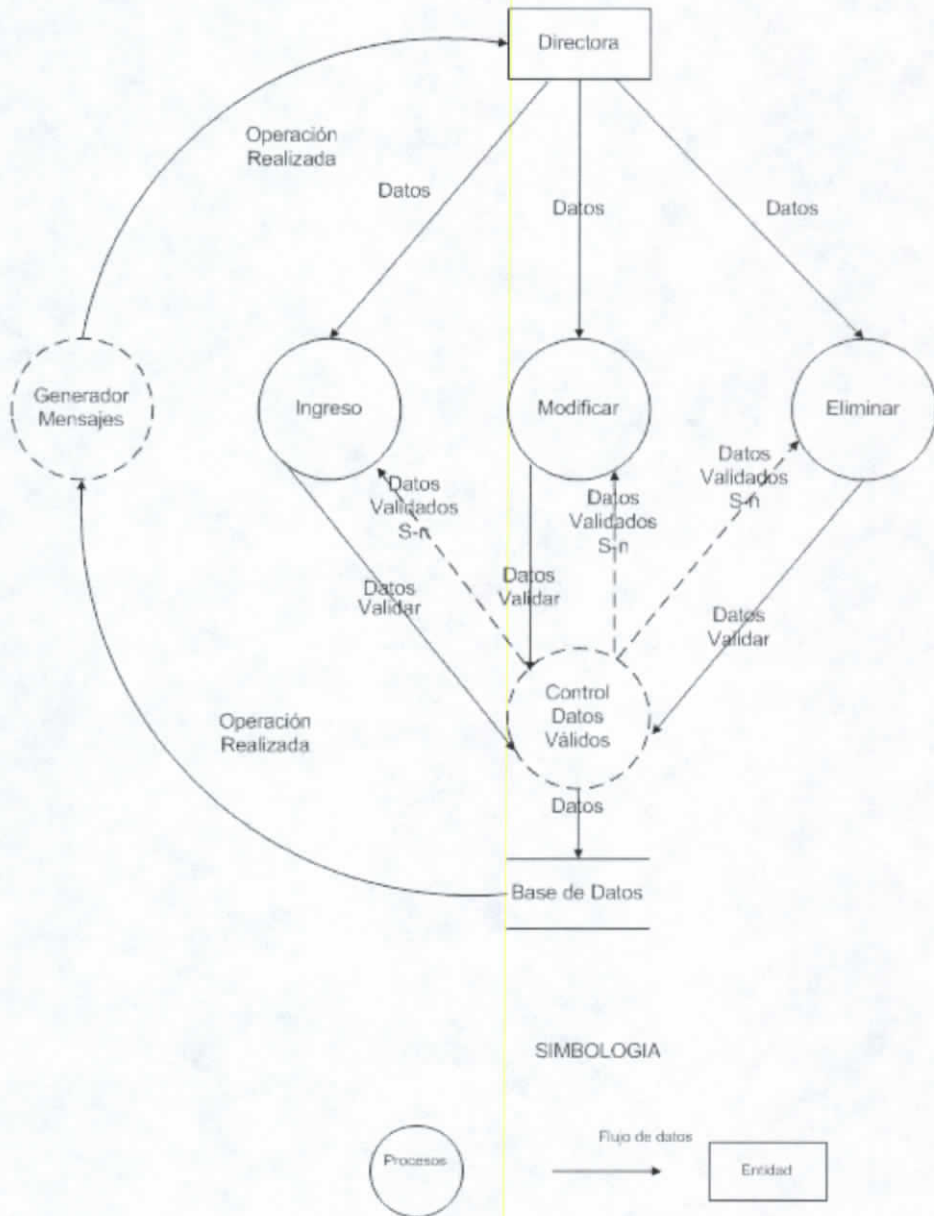 Directora
Operación
Realizada
Datos
Datos
Datos
Generador
Mensajes
Ingreso
Modificar
Eliminar
Datos
Validados
S-n
Datos
Validados
S-n
Datos
Validados
S-n
Datos
Validar
Datos
Validar
Datos
Validar
Control
Datos
Válidos
Operación
Realizada
Datos
Base de Datos
SIMBOLOGIA
Procesos
Flujo de datos
Entidad